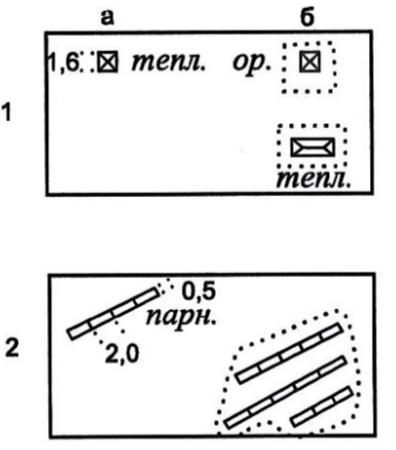 а б
1
1,6 тепл. ор.
тепл.
2
0,5
парн.
2,0